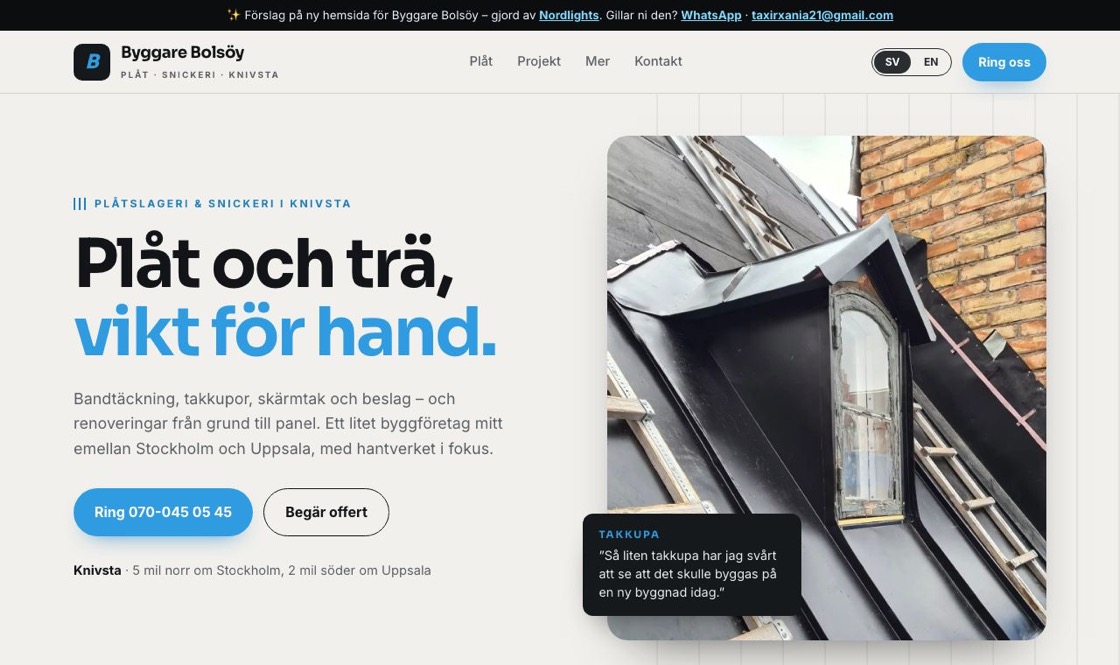 ✨ Förslag på ny hemsida för Byggare Bolsöy – gjord av Nordlights. Gillar ni den? WhatsApp · taxirxania21@gmail.com
B
Byggare Bolsöy
PLÅT · SNICKERI · KNIVSTA
Plåt Projekt Mer Kontakt
SV EN
Ring oss
PLÅTSLAGERI & SNICKERI I KNIVSTA
Plåt och trä,
vikt för hand.
Bandtäckning, takkupor, skärmtak och beslag – och
renoveringar från grund till panel. Ett litet byggföretag mitt
emellan Stockholm och Uppsala, med hantverket i fokus.
Ring 070-045 05 45
Begär offert
Knivsta · 5 mil norr om Stockholm, 2 mil söder om Uppsala
TAKKUPA
”Så liten takkupa har jag svårt
att se att det skulle byggas på
en ny byggnad idag.”